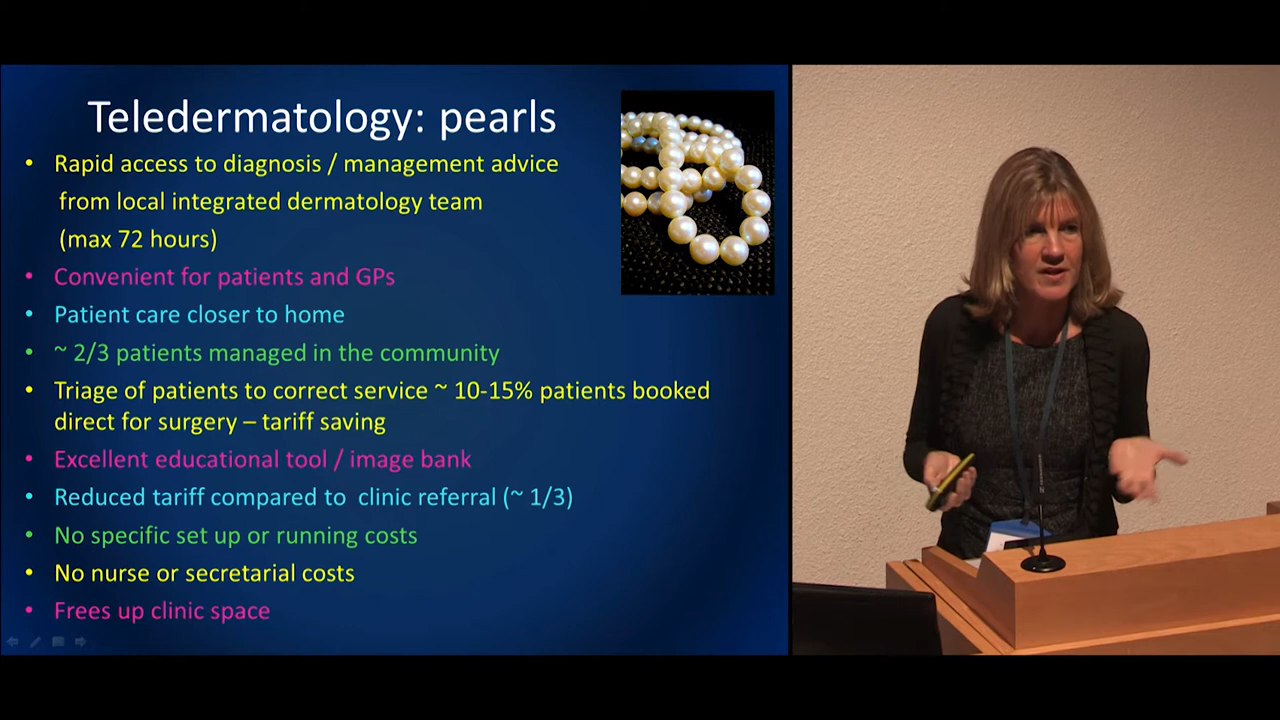 Teledermatology: pearls
• Rapid access to diagnosis / management advice
from local integrated dermatology team
(max 72 hours)
• Convenient for patients and GPs
• Patient care closer to home
• ~ 2/3 patients managed in the community
• Triage of patients to correct service ~ 10-15% patients booked
direct for surgery – tariff saving
• Excellent educational tool / image bank
• Reduced tariff compared to clinic referral (~ 1/3)
• No specific set up or running costs
• No nurse or secretarial costs
• Frees up clinic space